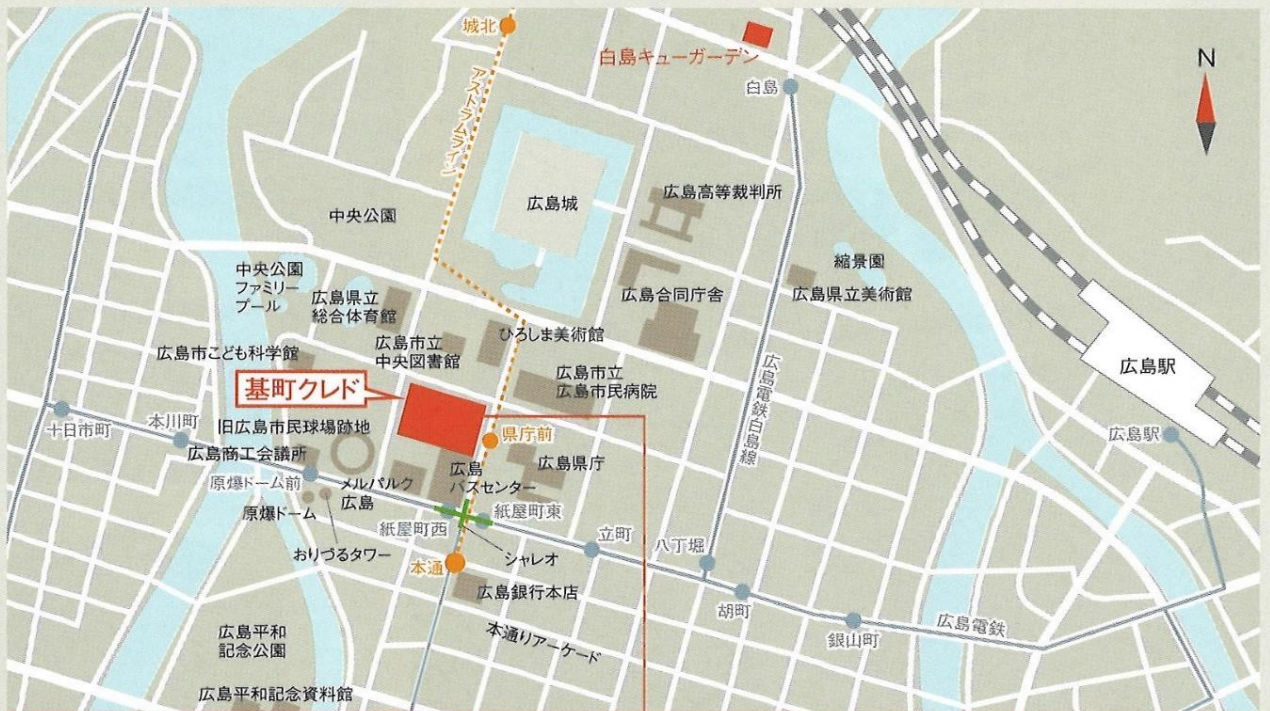 城北
白島キューガーデン
N
白島
アストラムライン
広島城
広島高等裁判所
中央公園
縮景園
中央公園
ファミリー
プール
広島県立
総合体育館
広島合同庁舎
広島県立美術館
ひろしま美術館
広島市立
中央図書館
広島市こども科学館
広島市立
広島市民病院
広島電鉄白島線
広島駅
基町クレド
十日市町
本川町
旧広島市民球場跡地
県庁前
広島駅
広島商工会議所
広島県庁
原爆ドーム前
メルパルク
広島
広島
バスセンター
原爆ドーム
紙屋町西
紙屋町東
おりづるタワー
シャレオ
立町
八丁堀
本通
広島銀行本店
胡町
銀山町
広島電鉄
本通りアーケード
広島平和
記念公園
広島平和記念資料館